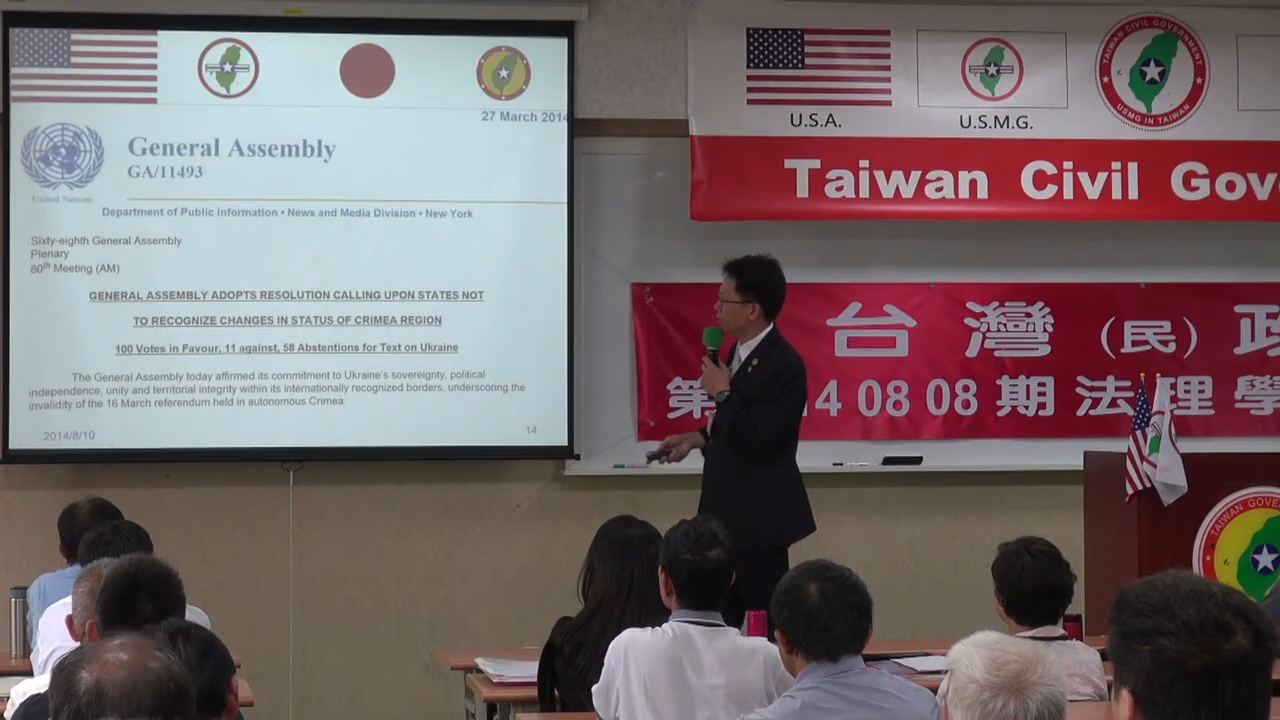 27 March 2014
General Assembly
GA/11493
United Nations
Department of Public Information • News and Media Division • New York
Sixty-eighth General Assembly
Plenary
80th Meeting (AM)
GENERAL ASSEMBLY ADOPTS RESOLUTION CALLING UPON STATES NOT
TO RECOGNIZE CHANGES IN STATUS OF CRIMEA REGION
100 Votes in Favour, 11 against, 58 Abstentions for Text on Ukraine
The General Assembly today affirmed its commitment to Ukraine's sovereignty, political
independence, unity and territorial integrity within its internationally recognized borders, underscoring the
invalidity of the 16 March referendum held in autonomous Crimea.
2014/8/10
14
TAIWAN CIVIL GOVERNMENT
USMG IN TAIWAN
U.S.A.
U.S.M.G.
Taiwan Civil Gov
台灣(民)政
第 14 08 08 期法理學
TAIWAN GOVER